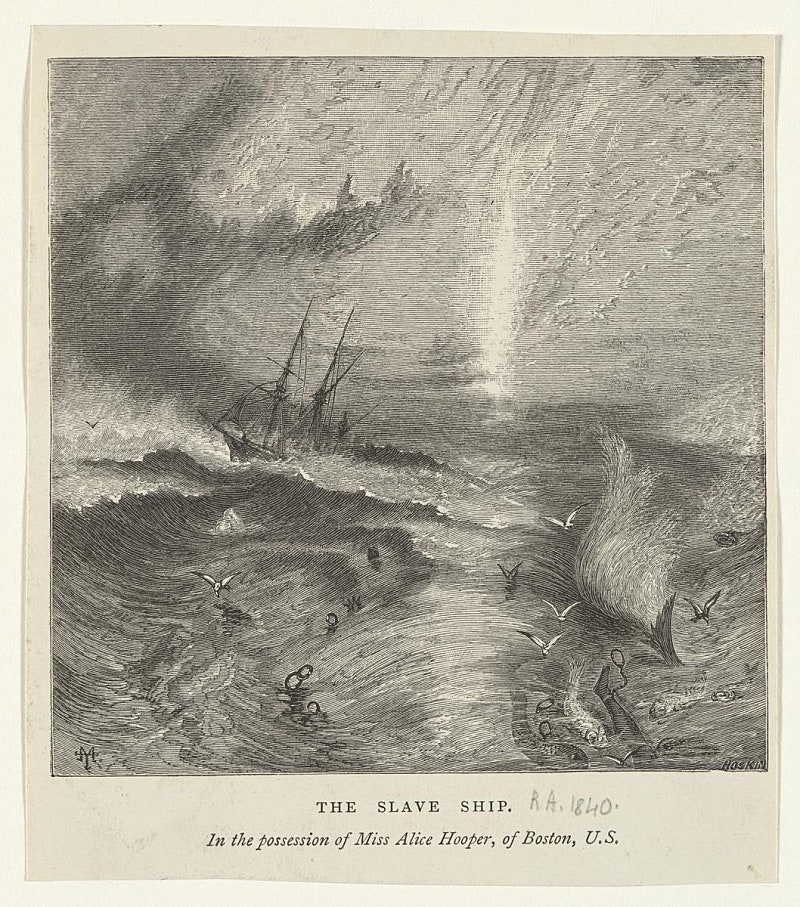 HOSKIN
THE SLAVE SHIP. R.A. 1840.
In the possession of Miss Alice Hooper, of Boston, U.S.